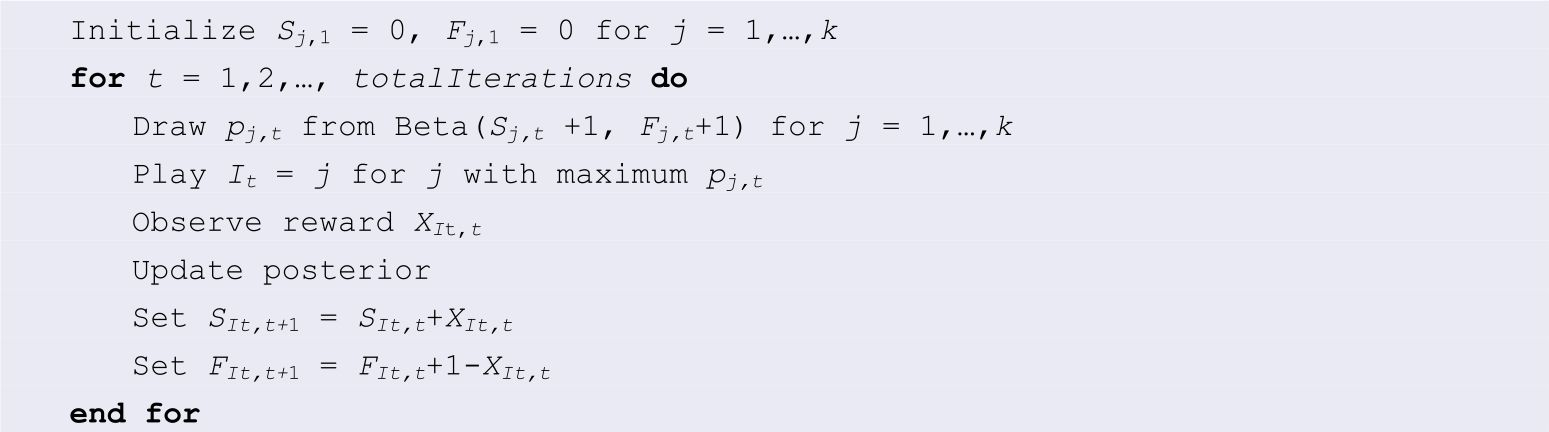 Initialize S_{j,1} = 0, F_{j,1} = 0 for j = 1,…,k
for t = 1,2,…, totalIterations do
Draw p_{j,t} from Beta(S_{j,t} +1, F_{j,t}+1) for j = 1,…,k
Play I_t = j for j with maximum p_{j,t}
Observe reward X_{It,t}
Update posterior
Set S_{It,t+1} = S_{It,t}+X_{It,t}
Set F_{It,t+1} = F_{It,t}+1-X_{It,t}
end for